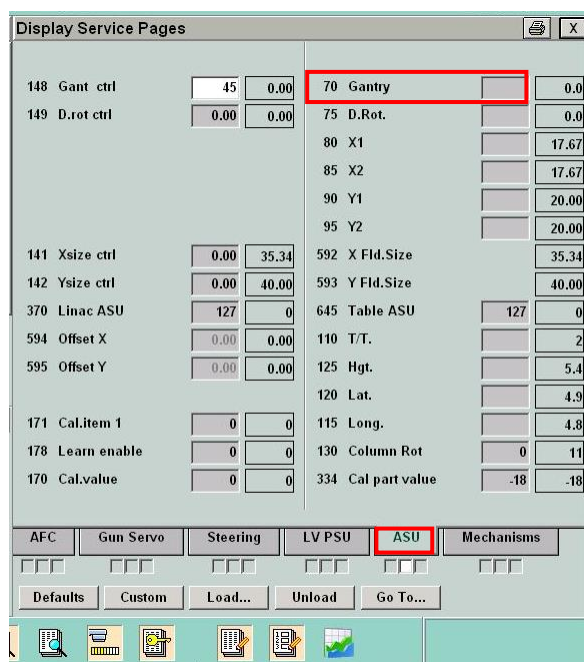 Display Service Pages X
148 Gant ctrl 45 0.00 70 Gantry 0.0
149 D.rot ctrl 0.00 0.00 75 D.Rot. 0.0
80 X1 17.67
85 X2 17.67
90 Y1 20.00
95 Y2 20.00
141 Xsize ctrl 0.00 35.34 592 X Fld.Size 35.34
142 Ysize ctrl 0.00 40.00 593 Y Fld.Size 40.00
370 Linac ASU 127 0 645 Table ASU 127 0
594 Offset X 0.00 0.00 110 T/T. 2
595 Offset Y 0.00 0.00 125 Hgt. 5.4
120 Lat. 4.9
171 Cal.item 1 0 0 115 Long. 4.8
178 Learn enable 0 0 130 Column Rot 0 11
170 Cal.value 0 0 334 Cal part value -18 -18
AFC Gun Servo Steering LV PSU ASU Mechanisms
Defaults Custom Load... Unload Go To...